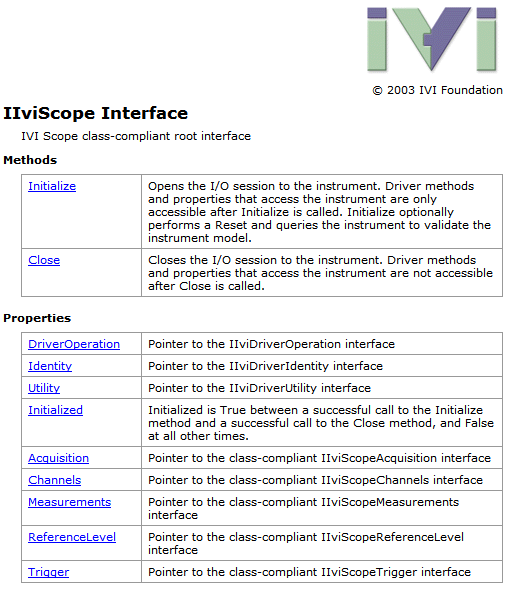 IVI
© 2003 IVI Foundation
IIviScope Interface
IVI Scope class-compliant root interface
Methods
Initialize
Opens the I/O session to the instrument. Driver methods
and properties that access the instrument are only
accessible after Initialize is called. Initialize optionally
performs a Reset and queries the instrument to validate the
instrument model.
Close
Closes the I/O session to the instrument. Driver methods
and properties that access the instrument are not accessible
after Close is called.
Properties
DriverOperation
Pointer to the IIviDriverOperation interface
Identity
Pointer to the IIviDriverIdentity interface
Utility
Pointer to the IIviDriverUtility interface
Initialized
Initialized is True between a successful call to the Initialize
method and a successful call to the Close method, and False
at all other times.
Acquisition
Pointer to the class-compliant IIviScopeAcquisition interface
Channels
Pointer to the class-compliant IIviScopeChannels interface
Measurements
Pointer to the class-compliant IIviScopeMeasurements
interface
ReferenceLevel
Pointer to the class-compliant IIviScopeReferenceLevel
interface
Trigger
Pointer to the class-compliant IIviScopeTrigger interface